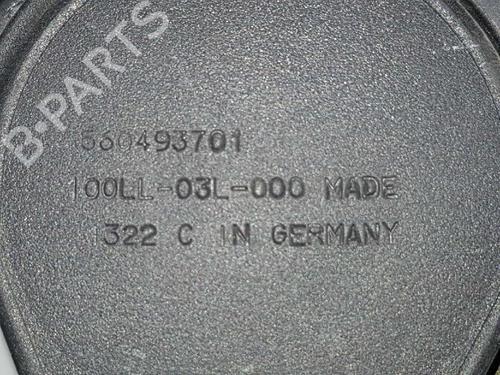 B-PARTS
560493701
100LL-03L-000 MADE
1322 C IN GERMANY